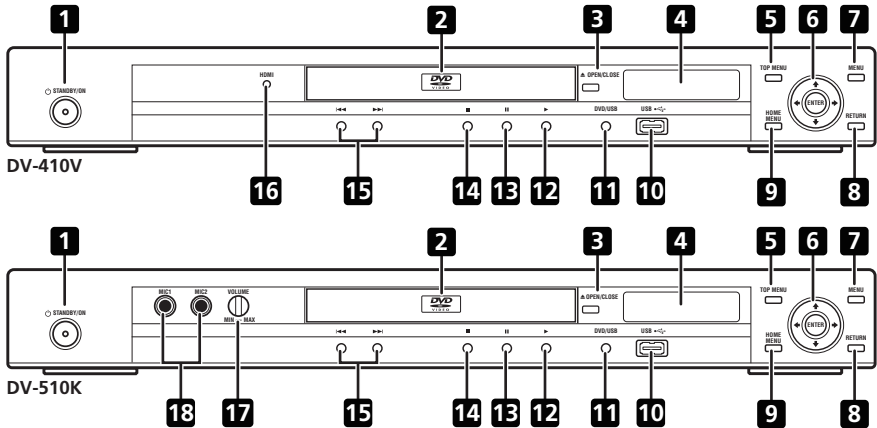 1 2 3 4 5 6 7
HDMI
DVD
VIDEO
⏏ OPEN/CLOSE
TOP MENU
MENU
⏻ STANDBY/ON
ENTER
⏮ ⏭ ■ ⏸ ▶ DVD/USB USB
HOME
MENU
RETURN
DV-410V
16 15 14 13 12 11 10 9 8
1 2 3 4 5 6 7
MIC1 MIC2 VOLUME
MIN MAX
DVD
VIDEO
⏏ OPEN/CLOSE
TOP MENU
MENU
⏻ STANDBY/ON
ENTER
⏮ ⏭ ■ ⏸ ▶ DVD/USB USB
HOME
MENU
RETURN
DV-510K
18 17 15 14 13 12 11 10 9 8